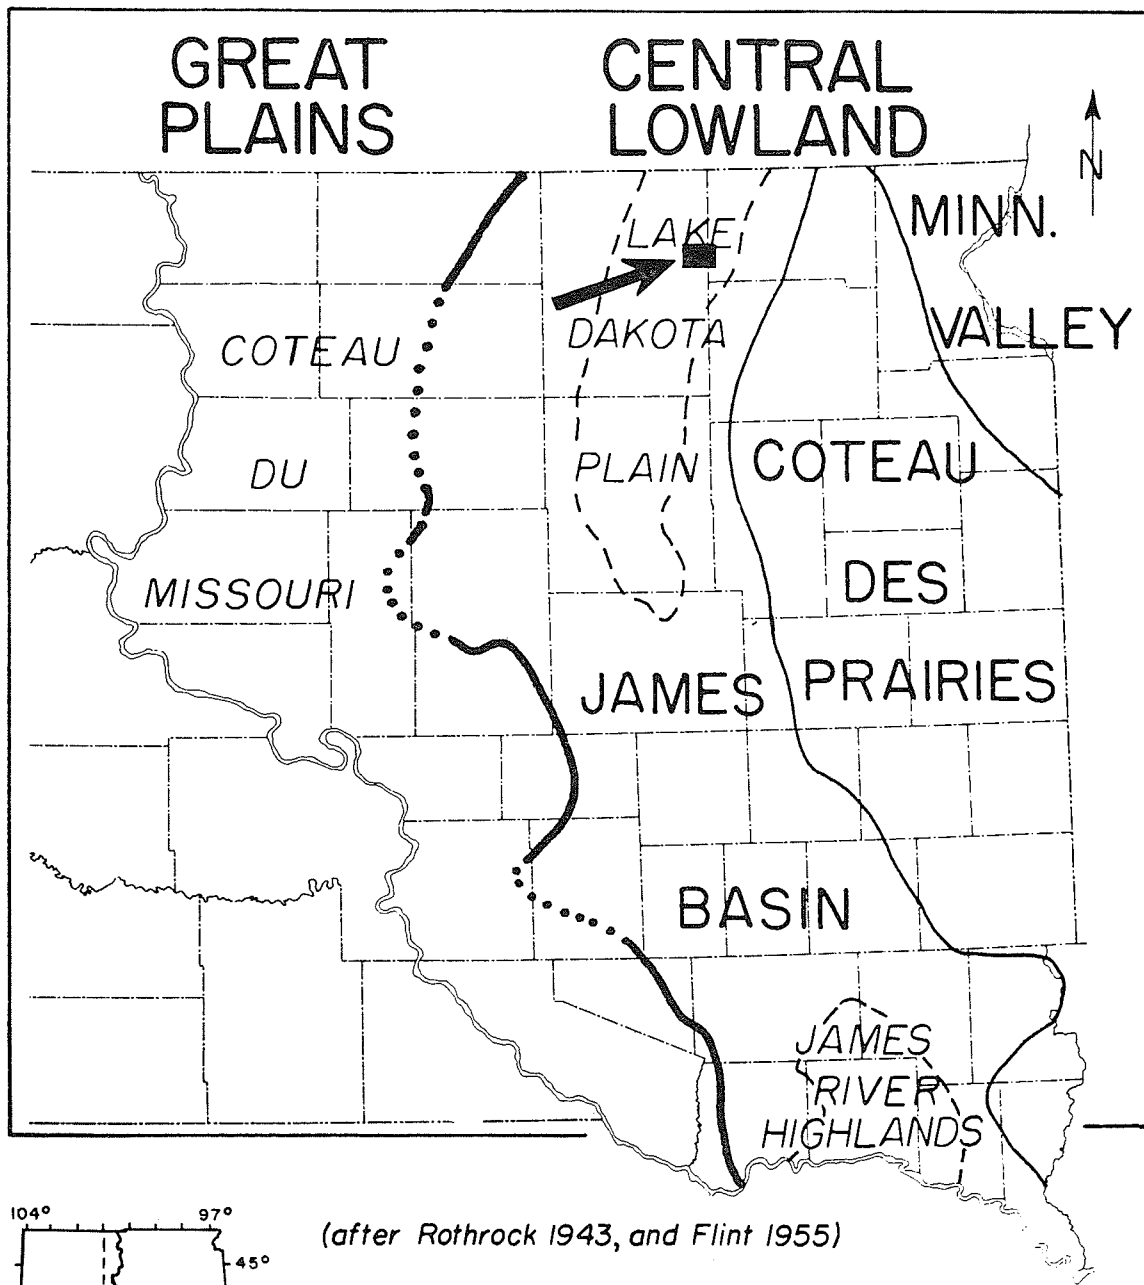 GREAT
PLAINS
CENTRAL
LOWLAND
N
MINN.
VALLEY
LAKE
DAKOTA
PLAIN
COTEAU
DU
MISSOURI
COTEAU
DES
PRAIRIES
JAMES
BASIN
JAMES
RIVER
HIGHLANDS
104° 97°
45°
(after Rothrock 1943, and Flint 1955)